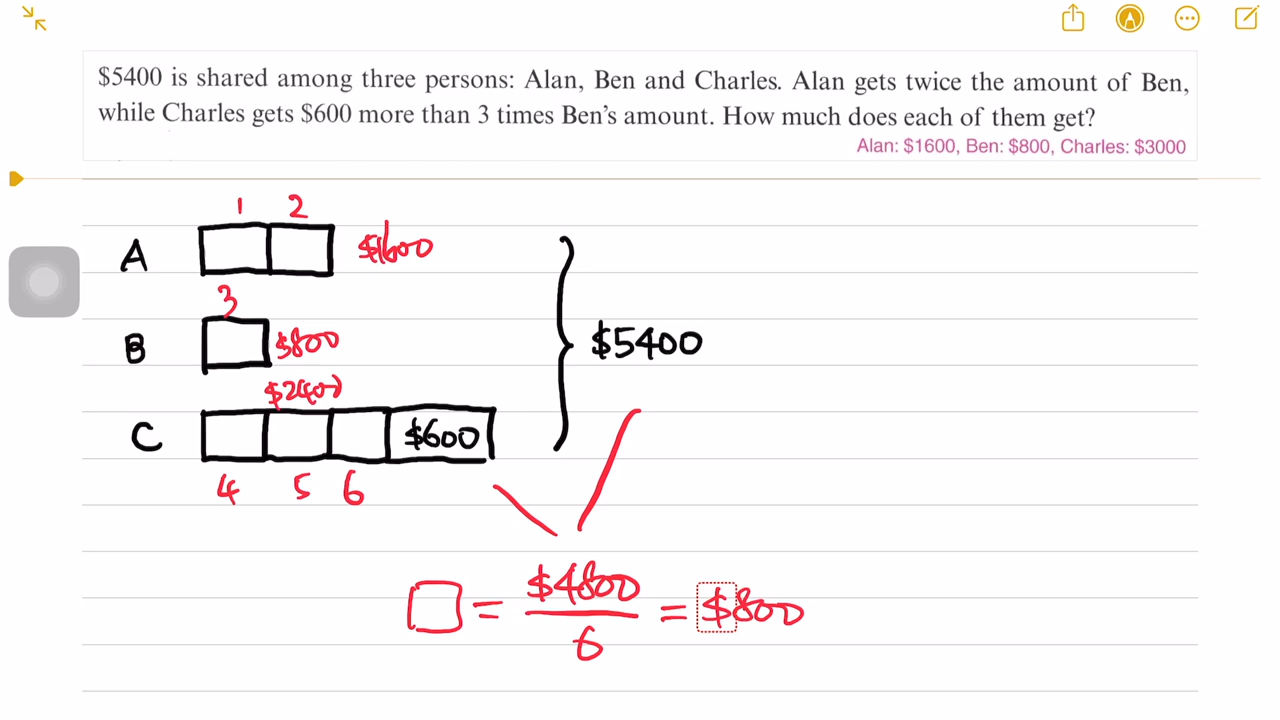 $5400 is shared among three persons: Alan, Ben and Charles. Alan gets twice the amount of Ben,
while Charles gets $600 more than 3 times Ben's amount. How much does each of them get?
Alan: $1600, Ben: $800, Charles: $3000
1 2
A $1600
3
B $800
$5400
$2400
C $600
4 5 6
= $4800 / 6 = $800